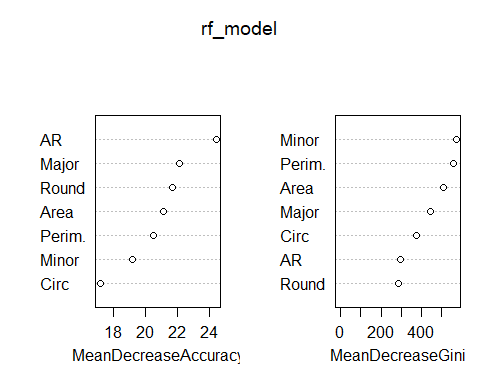 rf_model
AR
Major
Round
Area
Perim.
Minor
Circ
18 20 22 24
MeanDecreaseAccuracy
Minor
Perim.
Area
Major
Circ
AR
Round
0 200 400
MeanDecreaseGini